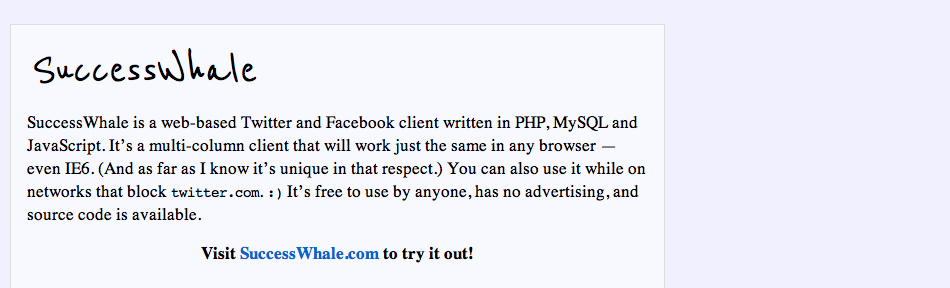 SuccessWhale
SuccessWhale is a web-based Twitter and Facebook client written in PHP, MySQL and
JavaScript. It’s a multi-column client that will work just the same in any browser —
even IE6. (And as far as I know it’s unique in that respect.) You can also use it while on
networks that block twitter.com. :) It’s free to use by anyone, has no advertising, and
source code is available.
Visit SuccessWhale.com to try it out!